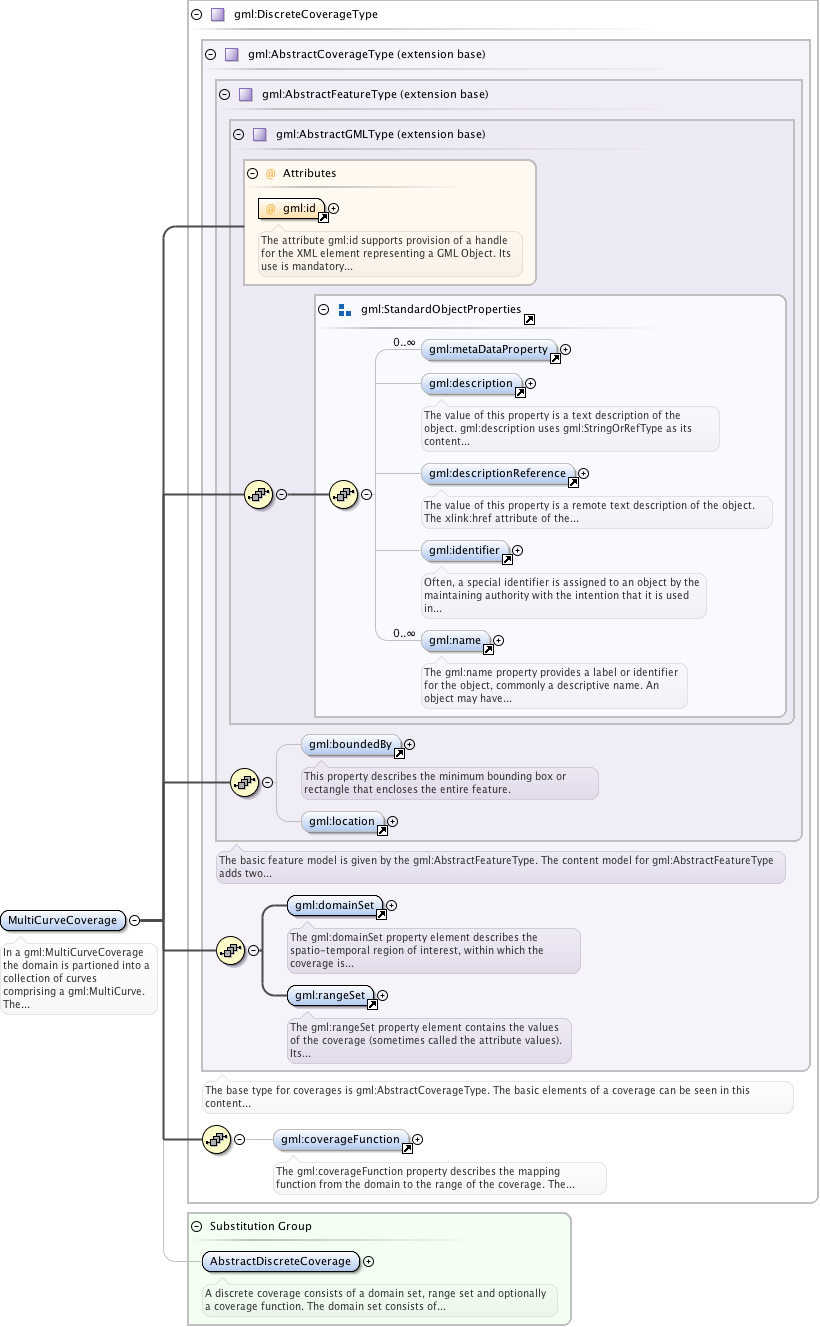 gml:DiscreteCoverageType
gml:AbstractCoverageType (extension base)
gml:AbstractFeatureType (extension base)
gml:AbstractGMLType (extension base)
@ Attributes
@ gml:id
The attribute gml:id supports provision of a handle
for the XML element representing a GML Object. Its
use is mandatory...
gml:StandardObjectProperties
0..∞
gml:metaDataProperty
gml:description
The value of this property is a text description of the
object. gml:description uses gml:StringOrRefType as its
content...
gml:descriptionReference
The value of this property is a remote text description of the object.
The xlink:href attribute of the...
gml:identifier
Often, a special identifier is assigned to an object by the
maintaining authority with the intention that it is used
in...
0..∞
gml:name
The gml:name property provides a label or identifier
for the object, commonly a descriptive name. An
object may have...
gml:boundedBy
This property describes the minimum bounding box or
rectangle that encloses the entire feature.
gml:location
The basic feature model is given by the gml:AbstractFeatureType. The content model for gml:AbstractFeatureType
adds two...
MultiCurveCoverage
In a gml:MultiCurveCoverage
the domain is partioned into a
collection of curves
comprising a gml:MultiCurve.
The...
gml:domainSet
The gml:domainSet property element describes the
spatio-temporal region of interest, within which the
coverage is...
gml:rangeSet
The gml:rangeSet property element contains the values
of the coverage (sometimes called the attribute values).
Its...
The base type for coverages is gml:AbstractCoverageType. The basic elements of a coverage can be seen in this
content...
gml:coverageFunction
The gml:coverageFunction property describes the mapping
function from the domain to the range of the coverage. The...
Substitution Group
AbstractDiscreteCoverage
A discrete coverage consists of a domain set, range set and optionally
a coverage function. The domain set consists of...